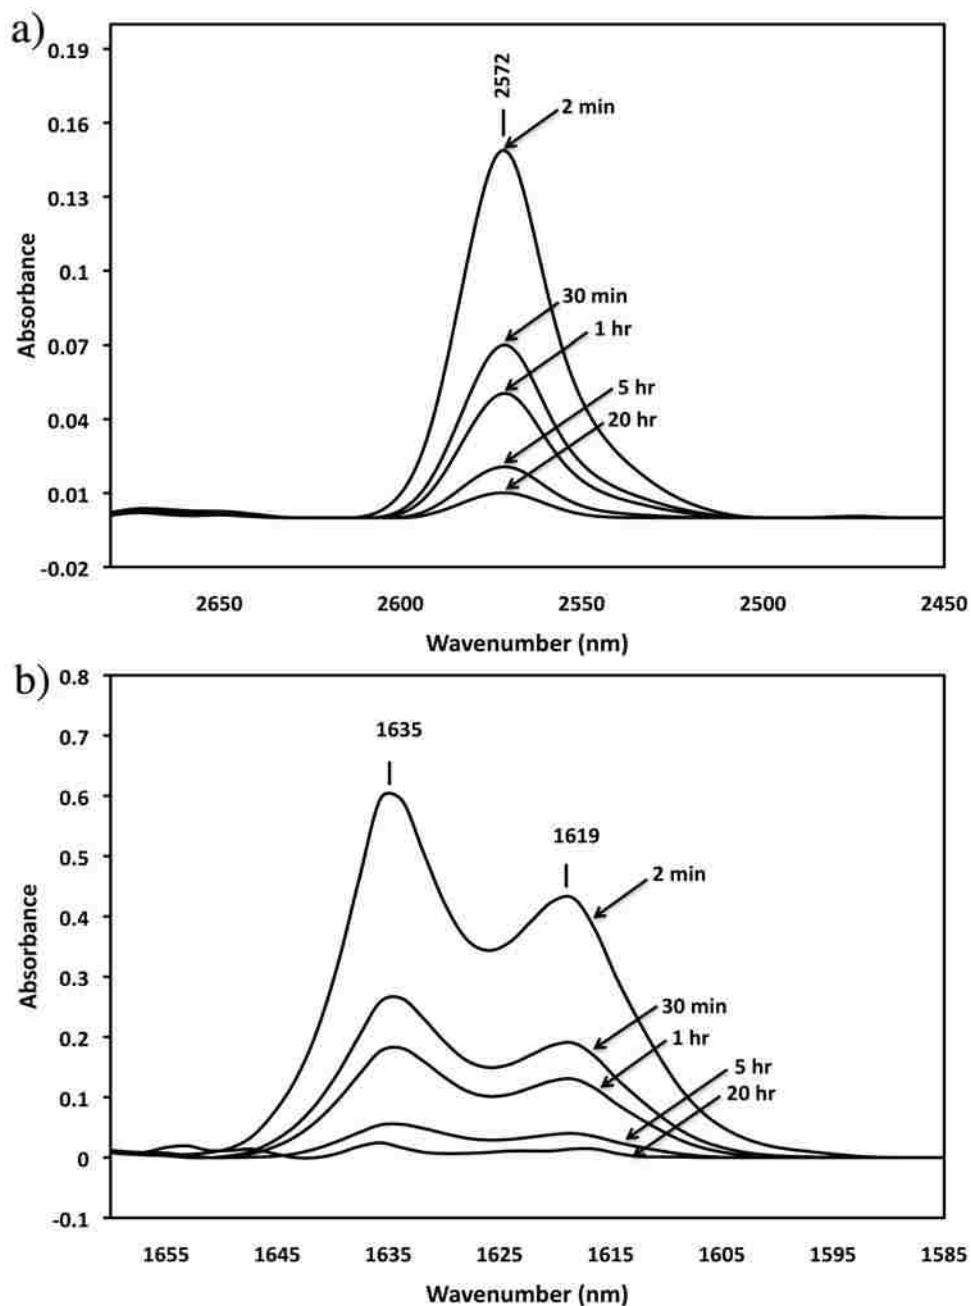 a)
0.19
0.16
0.13
0.1
0.07
0.04
0.01
-0.02
Absorbance
2572
2 min
30 min
1 hr
5 hr
20 hr
2650 2600 2550 2500 2450
Wavenumber (nm)
b)
0.8
0.7
0.6
0.5
0.4
0.3
0.2
0.1
0
-0.1
Absorbance
1635
1619
2 min
30 min
1 hr
5 hr
20 hr
1655 1645 1635 1625 1615 1605 1595 1585
Wavenumber (nm)